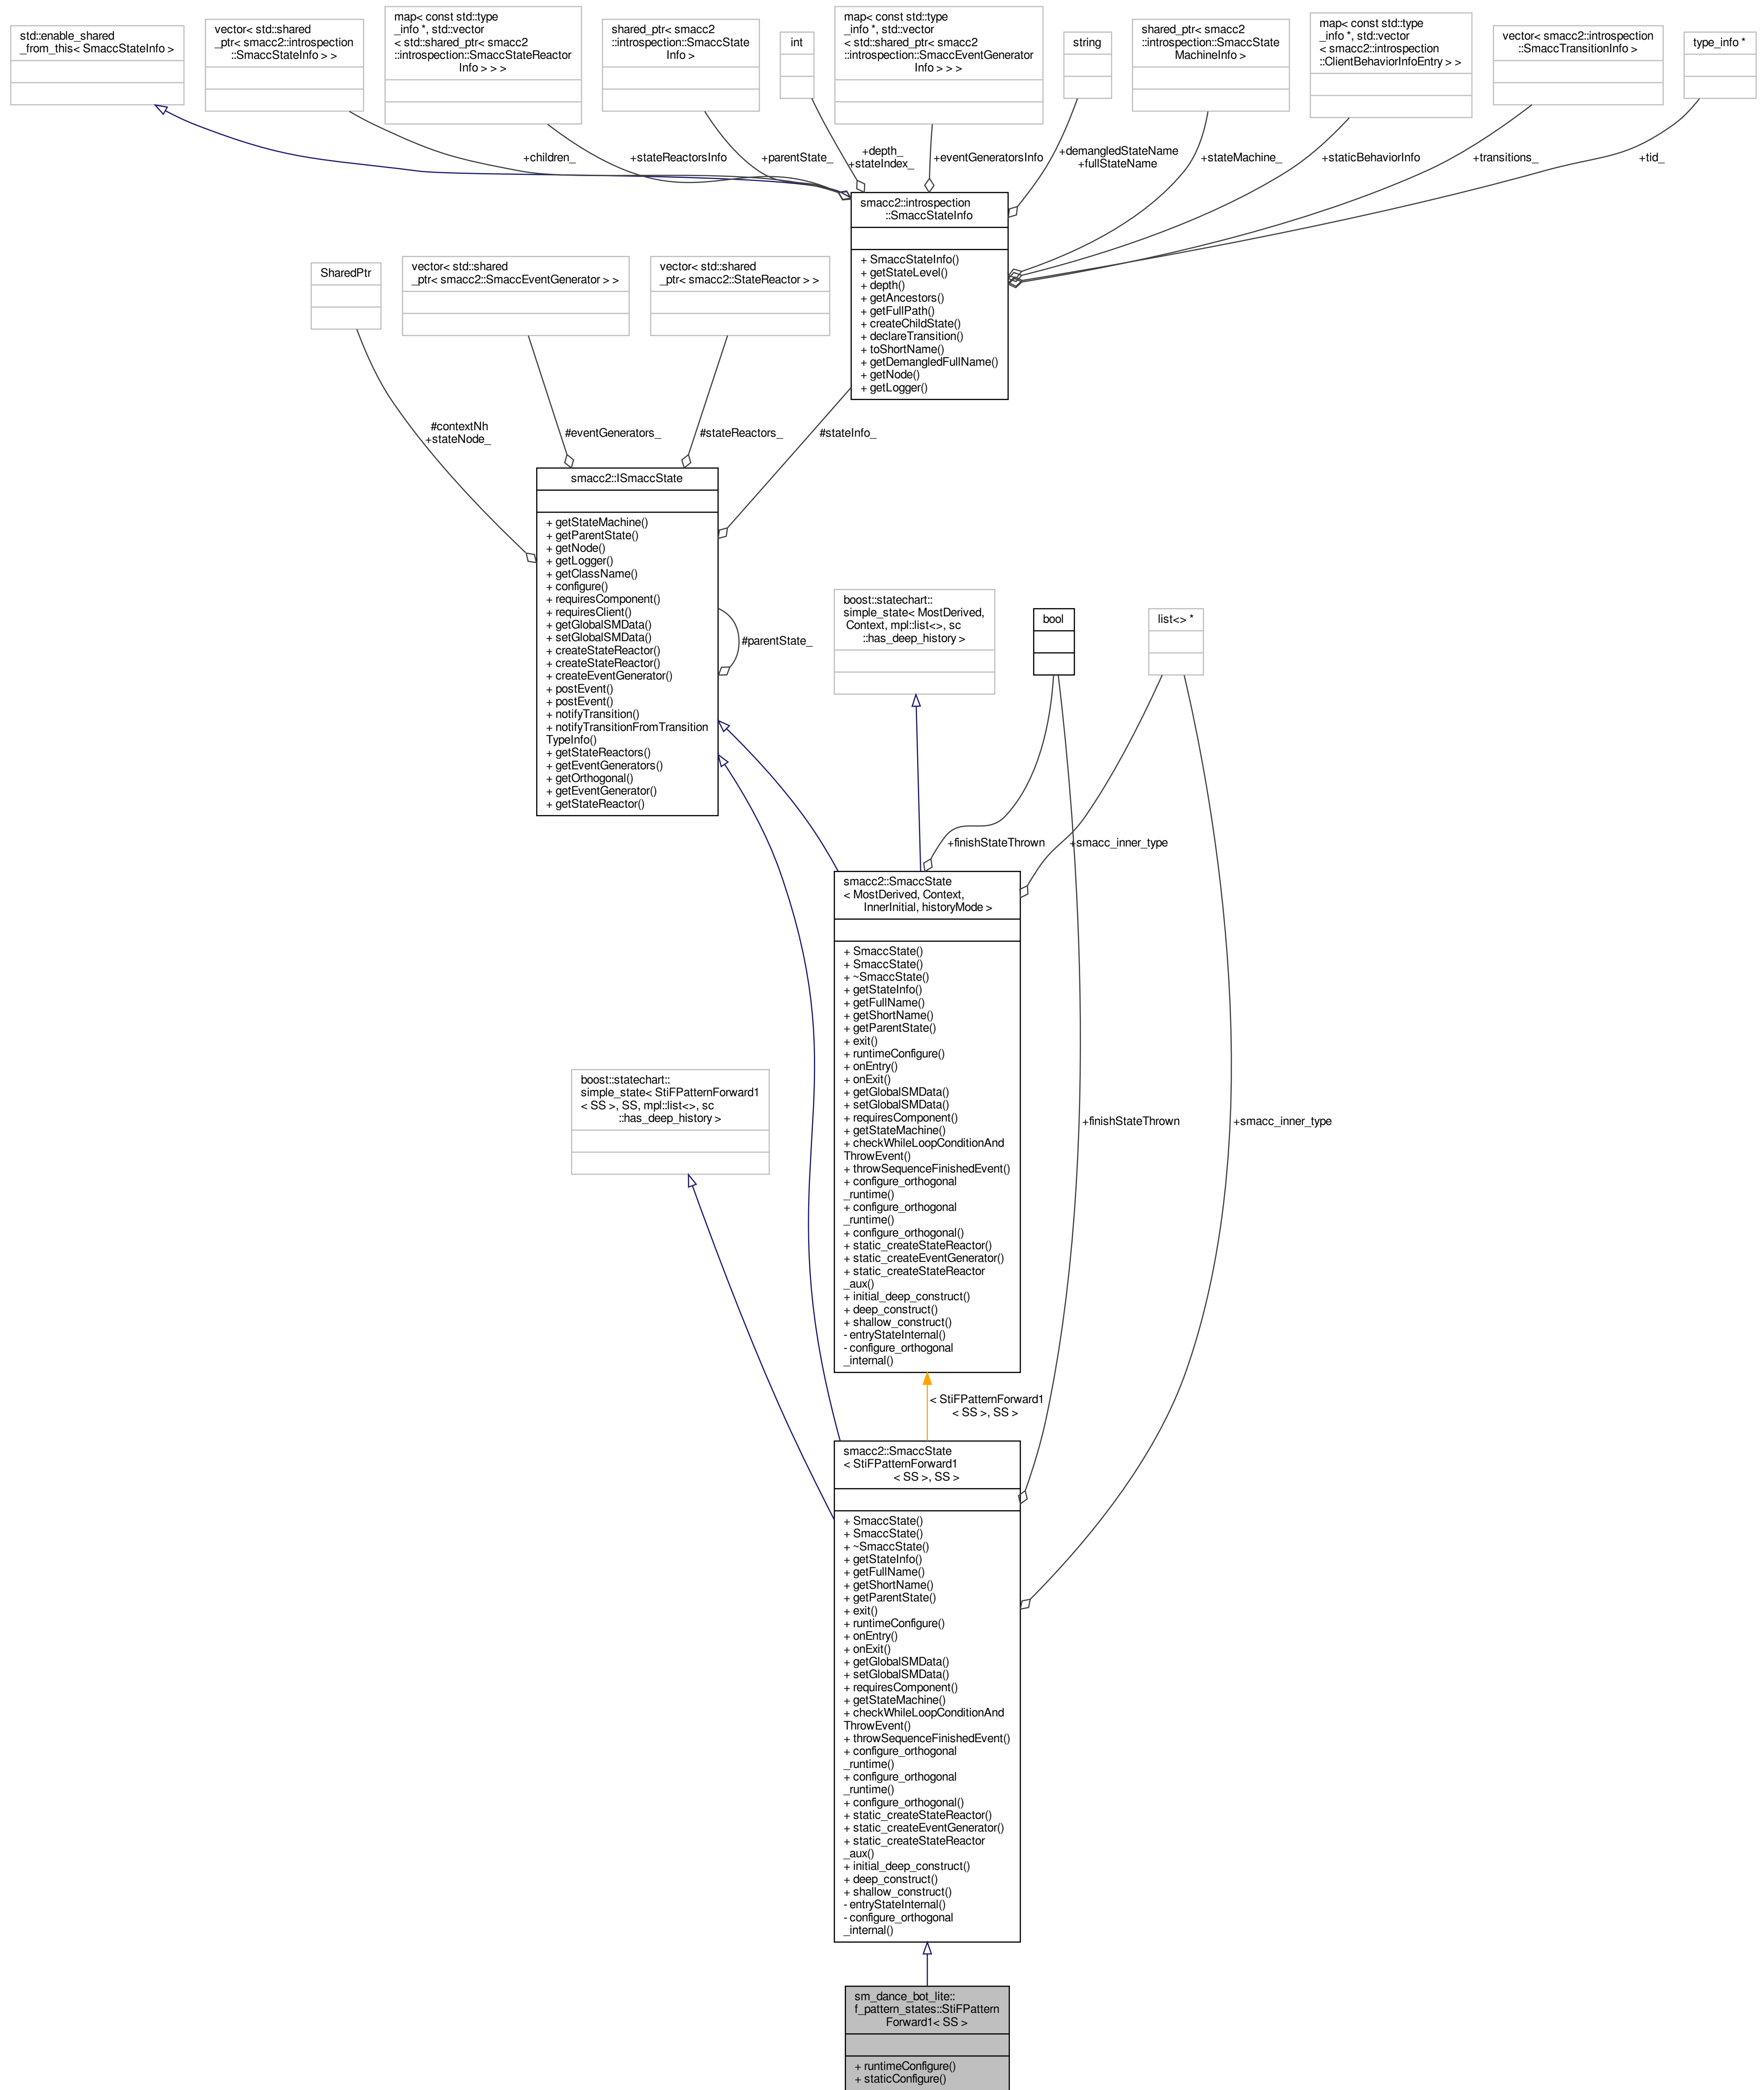 std::enable_shared
_from_this< SmaccStateInfo >
vector< std::shared
_ptr< smacc2::introspection
::SmaccStateInfo > >
map< const std::type
_info *, std::vector
< std::shared_ptr< smacc2
::introspection::SmaccStateReactor
Info > > >
shared_ptr< smacc2
::introspection::SmaccState
Info >
int
map< const std::type
_info *, std::vector
< std::shared_ptr< smacc2
::introspection::SmaccEventGenerator
Info > > >
string
shared_ptr< smacc2
::introspection::SmaccState
MachineInfo >
map< const std::type
_info *, std::vector
< smacc2::introspection
::ClientBehaviorInfoEntry > >
vector< smacc2::introspection
::SmaccTransitionInfo >
type_info *
+children_
+stateReactorsInfo
+parentState_
+depth_
+stateIndex_
+eventGeneratorsInfo
+demangledStateName
+fullStateName
+stateMachine_
+staticBehaviorInfo
+transitions_
+tid_
smacc2::introspection
::SmaccStateInfo
+ SmaccStateInfo()
+ getStateLevel()
+ depth()
+ getAncestors()
+ getFullPath()
+ createChildState()
+ declareTransition()
+ toShortName()
+ getDemangledFullName()
+ getNode()
+ getLogger()
SharedPtr
vector< std::shared
_ptr< smacc2::SmaccEventGenerator > >
vector< std::shared
_ptr< smacc2::StateReactor > >
#contextNh
+stateNode_
#eventGenerators_
#stateReactors_
#stateInfo_
smacc2::ISmaccState
+ getStateMachine()
+ getParentState()
+ getNode()
+ getLogger()
+ getClassName()
+ configure()
+ requiresComponent()
+ requiresClient()
+ getGlobalSMData()
+ setGlobalSMData()
+ createStateReactor()
+ createStateReactor()
+ createEventGenerator()
+ postEvent()
+ postEvent()
+ notifyTransition()
+ notifyTransitionFromTransition
TypeInfo()
+ getStateReactors()
+ getEventGenerators()
+ getOrthogonal()
+ getEventGenerator()
+ getStateReactor()
#parentState_
boost::statechart::
simple_state< MostDerived,
Context, mpl::list<>, sc
::has_deep_history >
bool
list<> *
+finishStateThrown
+smacc_inner_type
smacc2::SmaccState
< MostDerived, Context,
InnerInitial, historyMode >
+ SmaccState()
+ SmaccState()
+ ~SmaccState()
+ getStateInfo()
+ getFullName()
+ getShortName()
+ getParentState()
+ exit()
+ runtimeConfigure()
+ onEntry()
+ onExit()
+ getGlobalSMData()
+ setGlobalSMData()
+ requiresComponent()
+ getStateMachine()
+ checkWhileLoopConditionAnd
ThrowEvent()
+ throwSequenceFinishedEvent()
+ configure_orthogonal
_runtime()
+ configure_orthogonal
_runtime()
+ configure_orthogonal()
+ static_createStateReactor()
+ static_createEventGenerator()
+ static_createStateReactor
_aux()
+ initial_deep_construct()
+ deep_construct()
+ shallow_construct()
- entryStateInternal()
- configure_orthogonal
_internal()
boost::statechart::
simple_state< StiFPatternForward1
< SS >, SS, mpl::list<>, sc
::has_deep_history >
+finishStateThrown
+smacc_inner_type
< StiFPatternForward1
< SS >, SS >
smacc2::SmaccState
< StiFPatternForward1
< SS >, SS >
+ SmaccState()
+ SmaccState()
+ ~SmaccState()
+ getStateInfo()
+ getFullName()
+ getShortName()
+ getParentState()
+ exit()
+ runtimeConfigure()
+ onEntry()
+ onExit()
+ getGlobalSMData()
+ setGlobalSMData()
+ requiresComponent()
+ getStateMachine()
+ checkWhileLoopConditionAnd
ThrowEvent()
+ throwSequenceFinishedEvent()
+ configure_orthogonal
_runtime()
+ configure_orthogonal
_runtime()
+ configure_orthogonal()
+ static_createStateReactor()
+ static_createEventGenerator()
+ static_createStateReactor
_aux()
+ initial_deep_construct()
+ deep_construct()
+ shallow_construct()
- entryStateInternal()
- configure_orthogonal
_internal()
sm_dance_bot_lite::
f_pattern_states::StiFPattern
Forward1< SS >
+ runtimeConfigure()
+ staticConfigure()